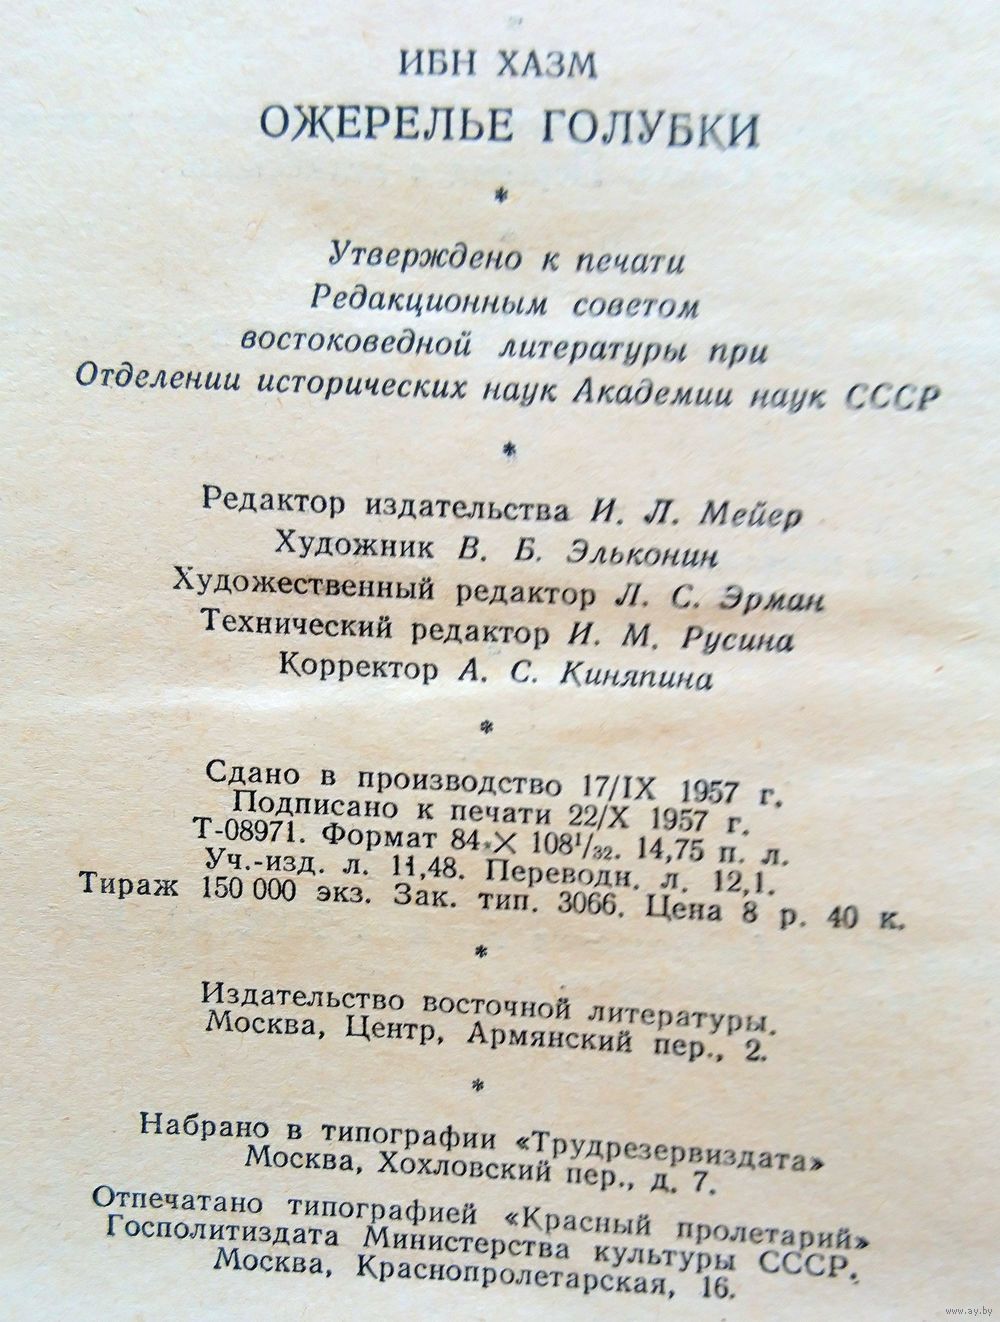 ИБН ХАЗМ
ОЖЕРЕЛЬЕ ГОЛУБКИ
*
Утверждено к печати
Редакционным советом
востоковедной литературы при
Отделении исторических наук Академии наук СССР
*
Редактор издательства И. Л. Мейер
Художник В. Б. Эльконин
Художественный редактор Л. С. Эрман
Технический редактор И. М. Русина
Корректор А. С. Киняпина
*
Сдано в производство 17/IX 1957 г.
Подписано к печати 22/X 1957 г.
Т-08971. Формат 84 × 108¹/₃₂. 14,75 п. л.
Уч.-изд. л. 11,48. Переводн. л. 12,1.
Тираж 150 000 экз. Зак. тип. 3066. Цена 8 р. 40 к.
*
Издательство восточной литературы.
Москва, Центр, Армянский пер., 2.
*
Набрано в типографии «Трудрезервиздата»
Москва, Хохловский пер., д. 7.
Отпечатано типографией «Красный пролетарий»
Госполитиздата Министерства культуры СССР.
Москва, Краснопролетарская, 16.
www.ay.by